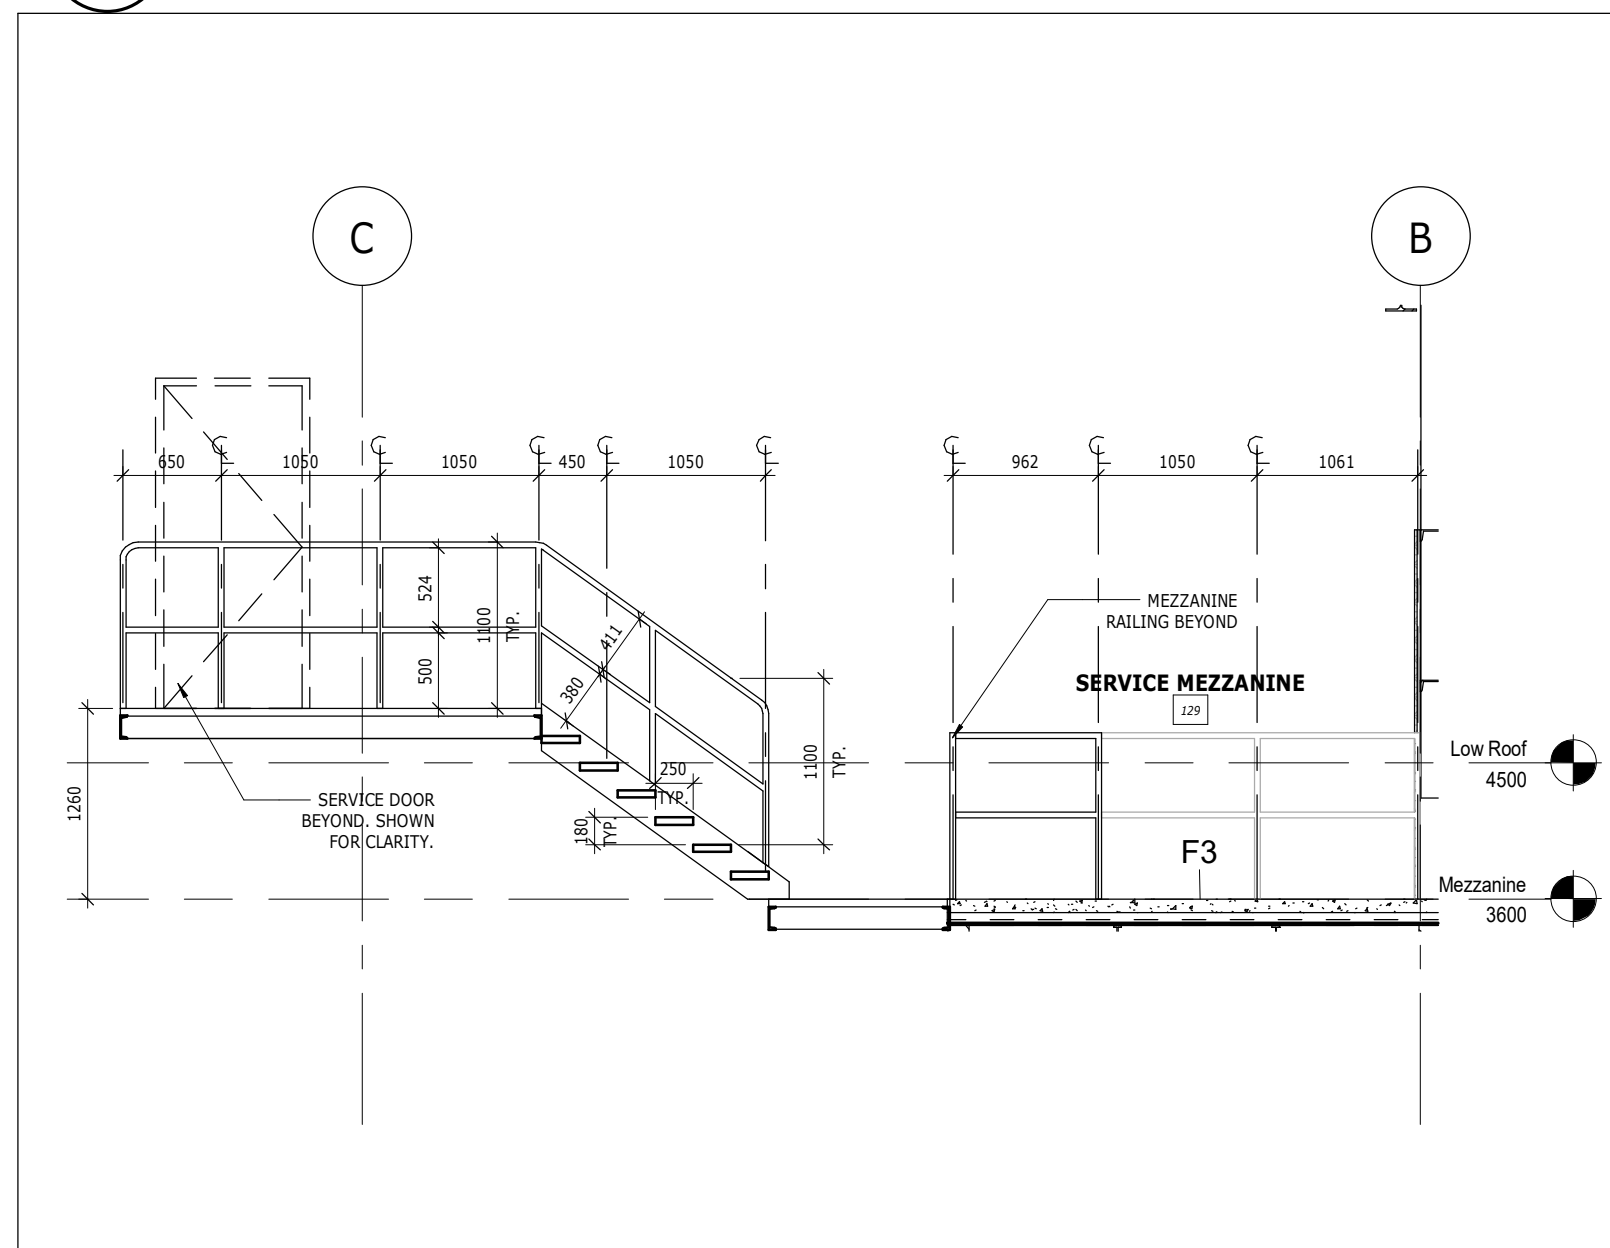 C
B
650
1050
1050
450
1050
962
1050
1061
524
500
1100
TYP.
411
380
MEZZANINE
RAILING BEYOND
SERVICE MEZZANINE
129
1260
SERVICE DOOR
BEYOND. SHOWN
FOR CLARITY.
250
TYP.
180
TYP.
1100
TYP.
F3
Low Roof
4500
Mezzanine
3600